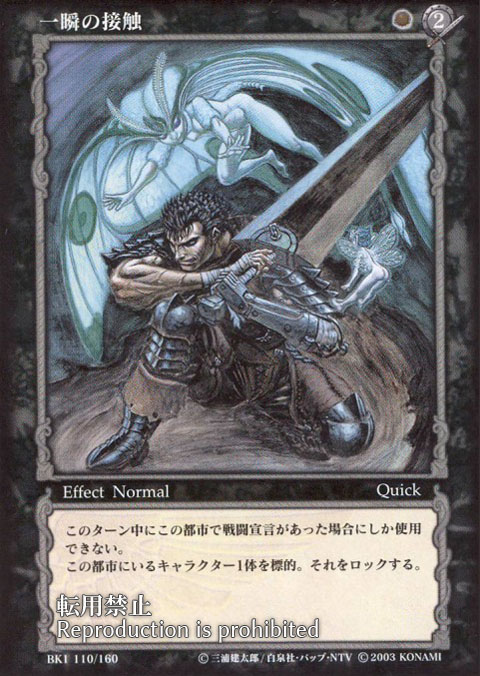 一瞬の接触
2
Effect Normal
Quick
このターン中にこの都市で戦闘宣言があった場合にしか使用
できない。
この都市にいるキャラクター1体を標的。それをロックする。
転用禁止
Reproduction is prohibited
BK1 110/160
© 三浦建太郎／白泉社・バップ・NTV © 2003 KONAMI